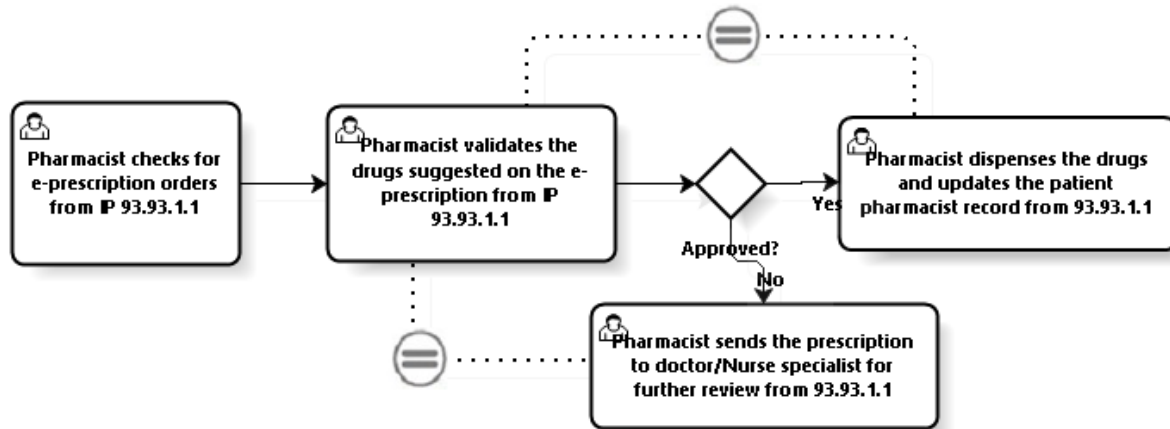 Pharmacist checks for
e-prescription orders
from IP 93.93.1.1
Pharmacist validates the
drugs suggested on the e-
prescription from IP
93.93.1.1
Approved?
Yes
No
Pharmacist dispenses the drugs
and updates the patient
pharmacist record from 93.93.1.1
Pharmacist sends the prescription
to doctor/Nurse specialist for
further review from 93.93.1.1